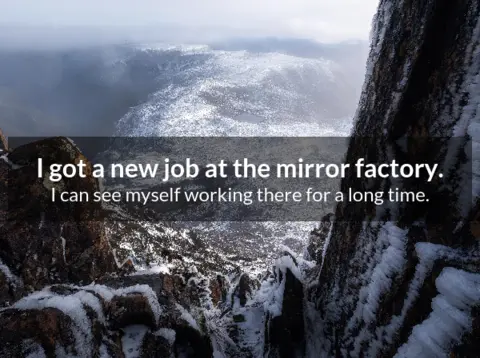 I got a new job at the mirror factory.
I can see myself working there for a long time.